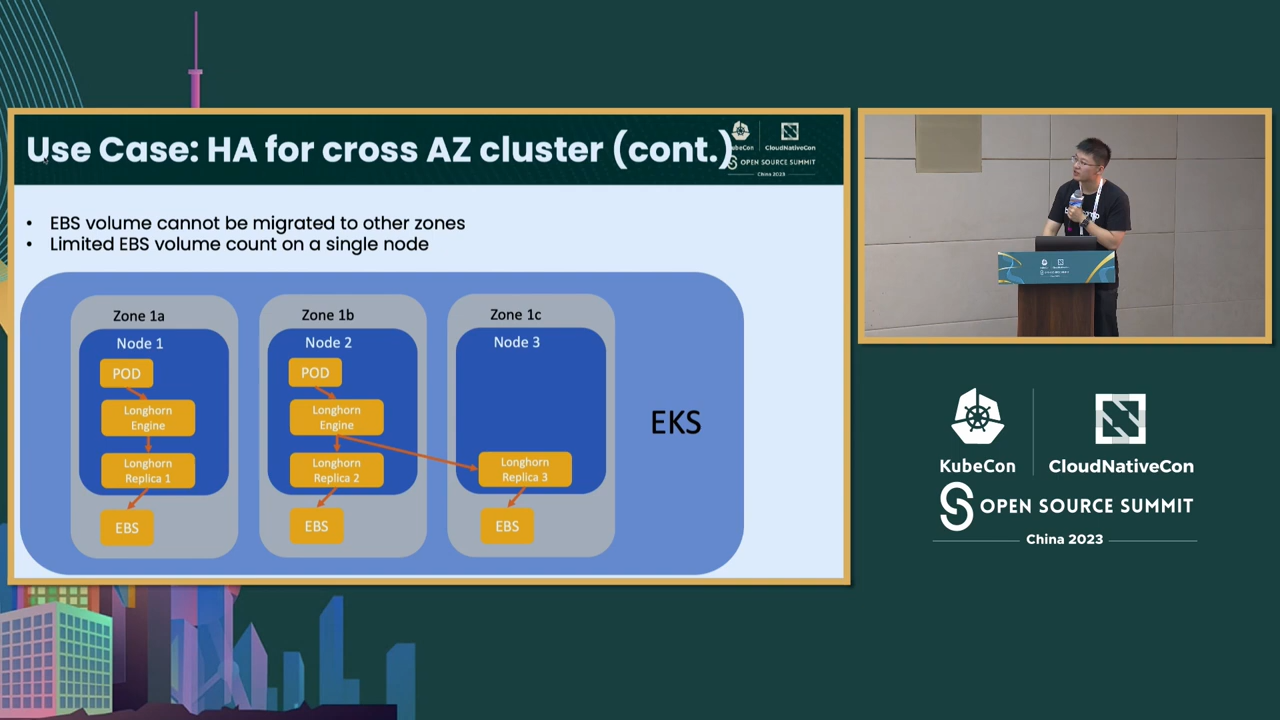 Use Case: HA for cross AZ cluster (cont.)
CloudNativeCon
OPEN SOURCE SUMMIT
China 2023
• EBS volume cannot be migrated to other zones
• Limited EBS volume count on a single node
Zone 1a
Node 1
POD
Longhorn
Engine
Longhorn
Replica 1
EBS
Zone 1b
Node 2
POD
Longhorn
Engine
Longhorn
Replica 2
EBS
Zone 1c
Node 3
Longhorn
Replica 3
EBS
EKS
KubeCon
CloudNativeCon
OPEN SOURCE SUMMIT
China 2023